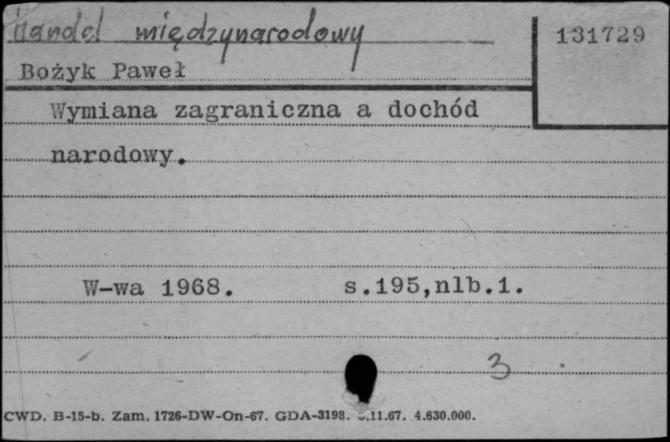 Handel międzynarodowy
131729
Bożyk Paweł
Wymiana zagraniczna a dochód
narodowy.
W-wa 1968. s.195,nlb.1.
3
CWD. B-15-b. Zam. 1726-DW-On-67. GDA-3198. .11.67. 4.630.000.